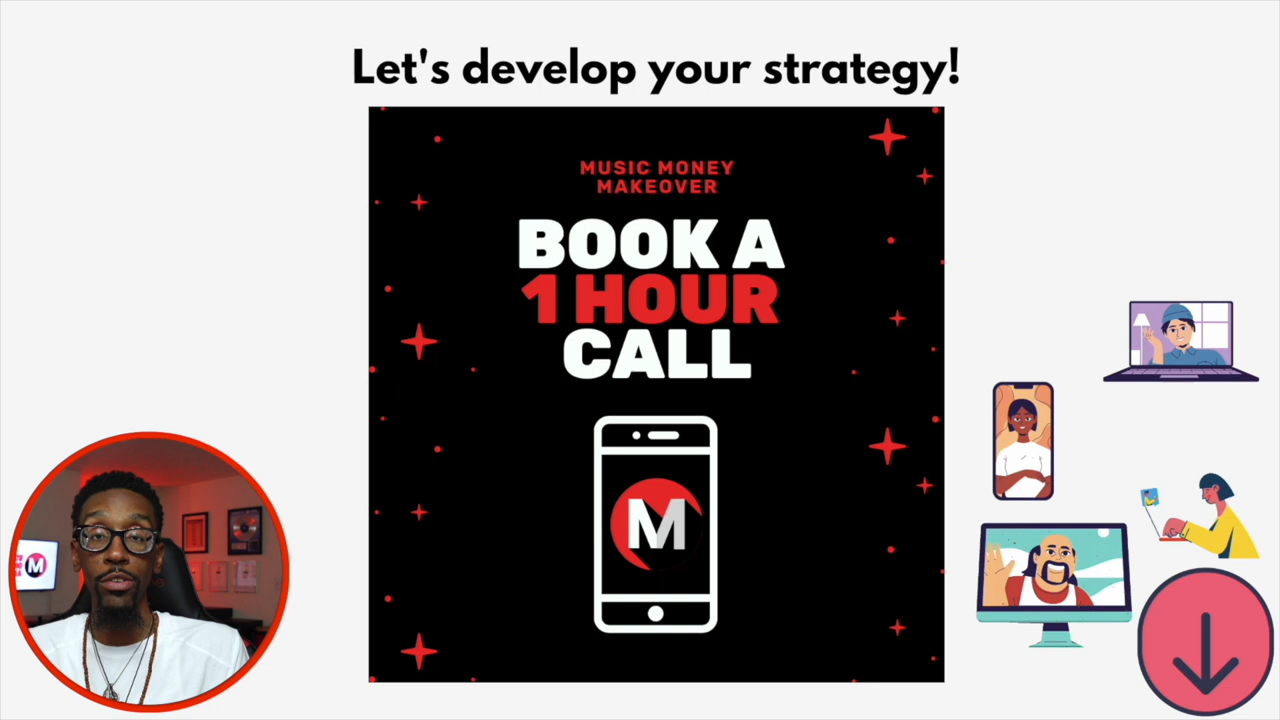 Let's develop your strategy!
MUSIC MONEY
MAKEOVER
BOOK A
1 HOUR
CALL
M
M